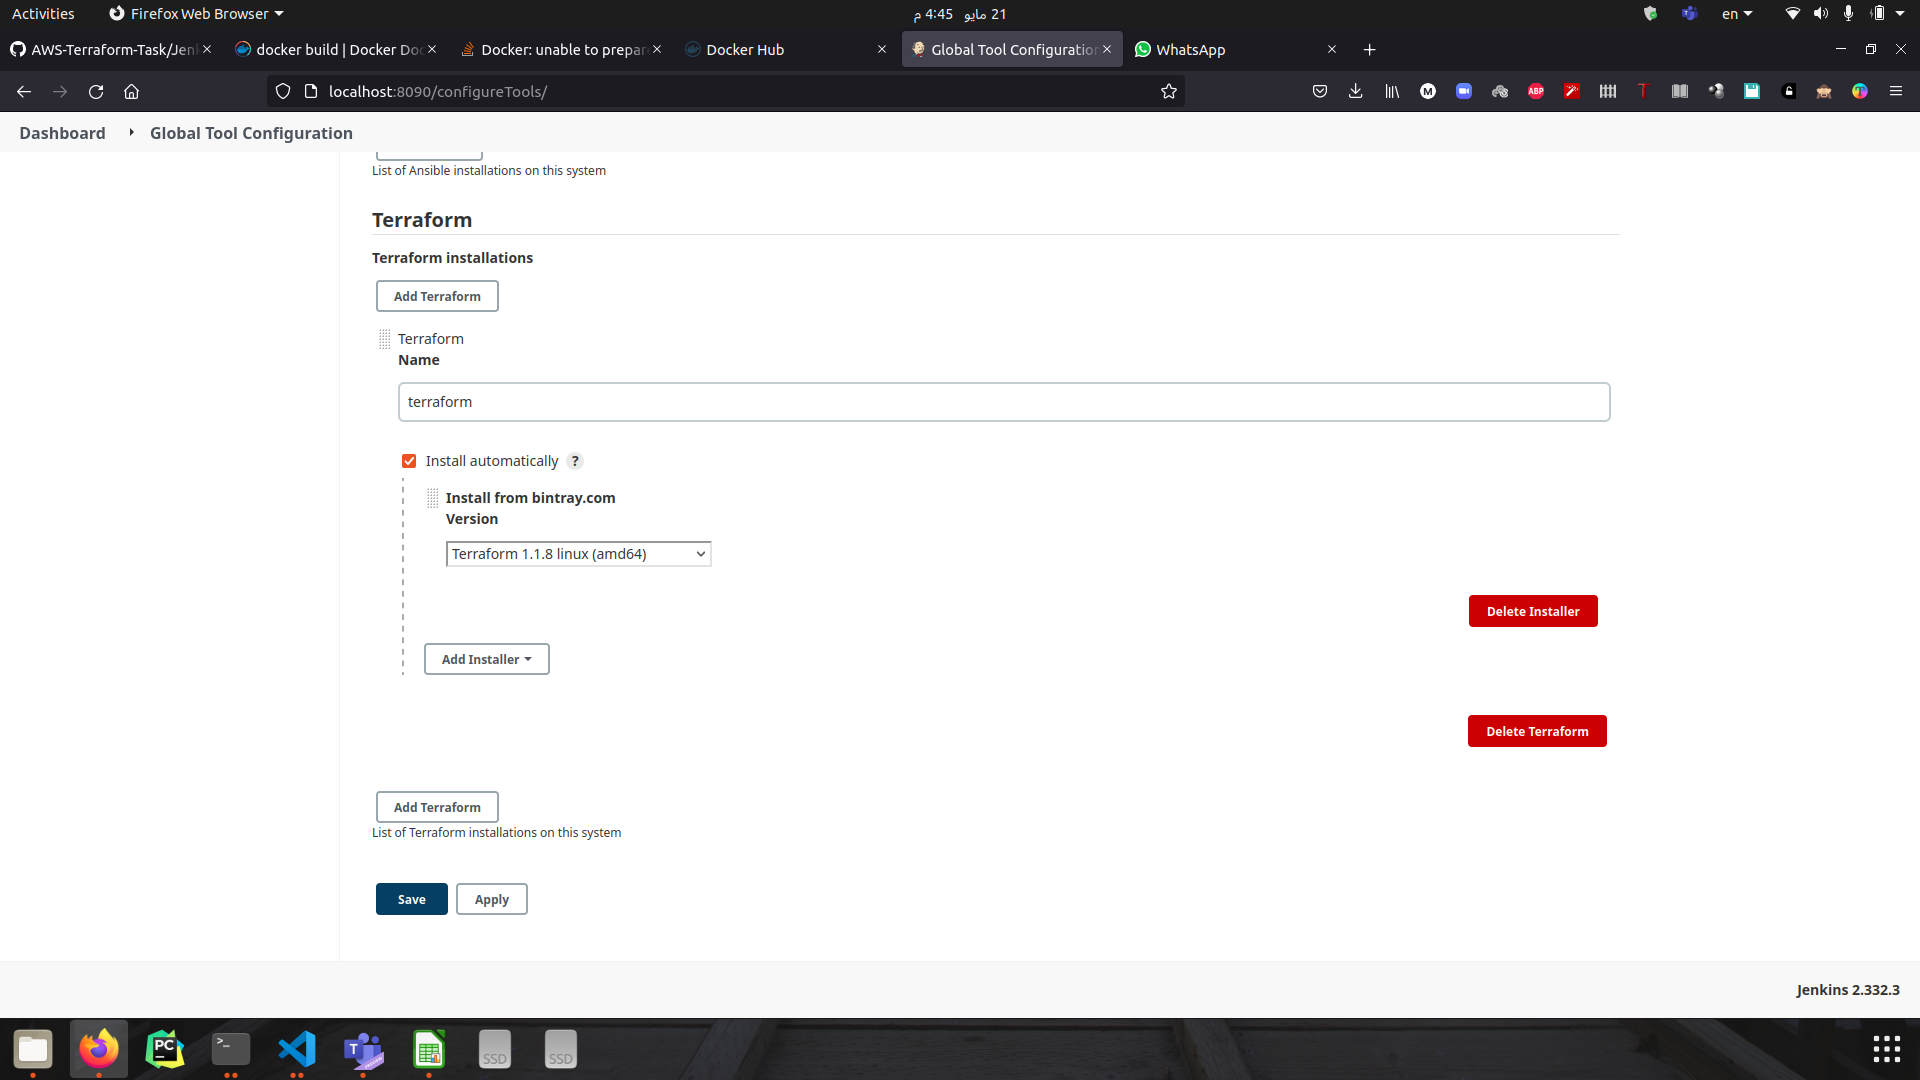 Activities
Firefox Web Browser
21 مايو 4:45 م
en
AWS-Terraform-Task/Jen
docker build | Docker Doc
Docker: unable to prepar
Docker Hub
Global Tool Configuration
WhatsApp
localhost:8090/configureTools/
ABP
Dashboard
Global Tool Configuration
List of Ansible installations on this system
Terraform
Terraform installations
Add Terraform
Terraform
Name
terraform
Install automatically ?
Install from bintray.com
Version
Terraform 1.1.8 linux (amd64)
Delete Installer
Add Installer
Delete Terraform
Add Terraform
List of Terraform installations on this system
Save
Apply
Jenkins 2.332.3
PC
SSD
SSD